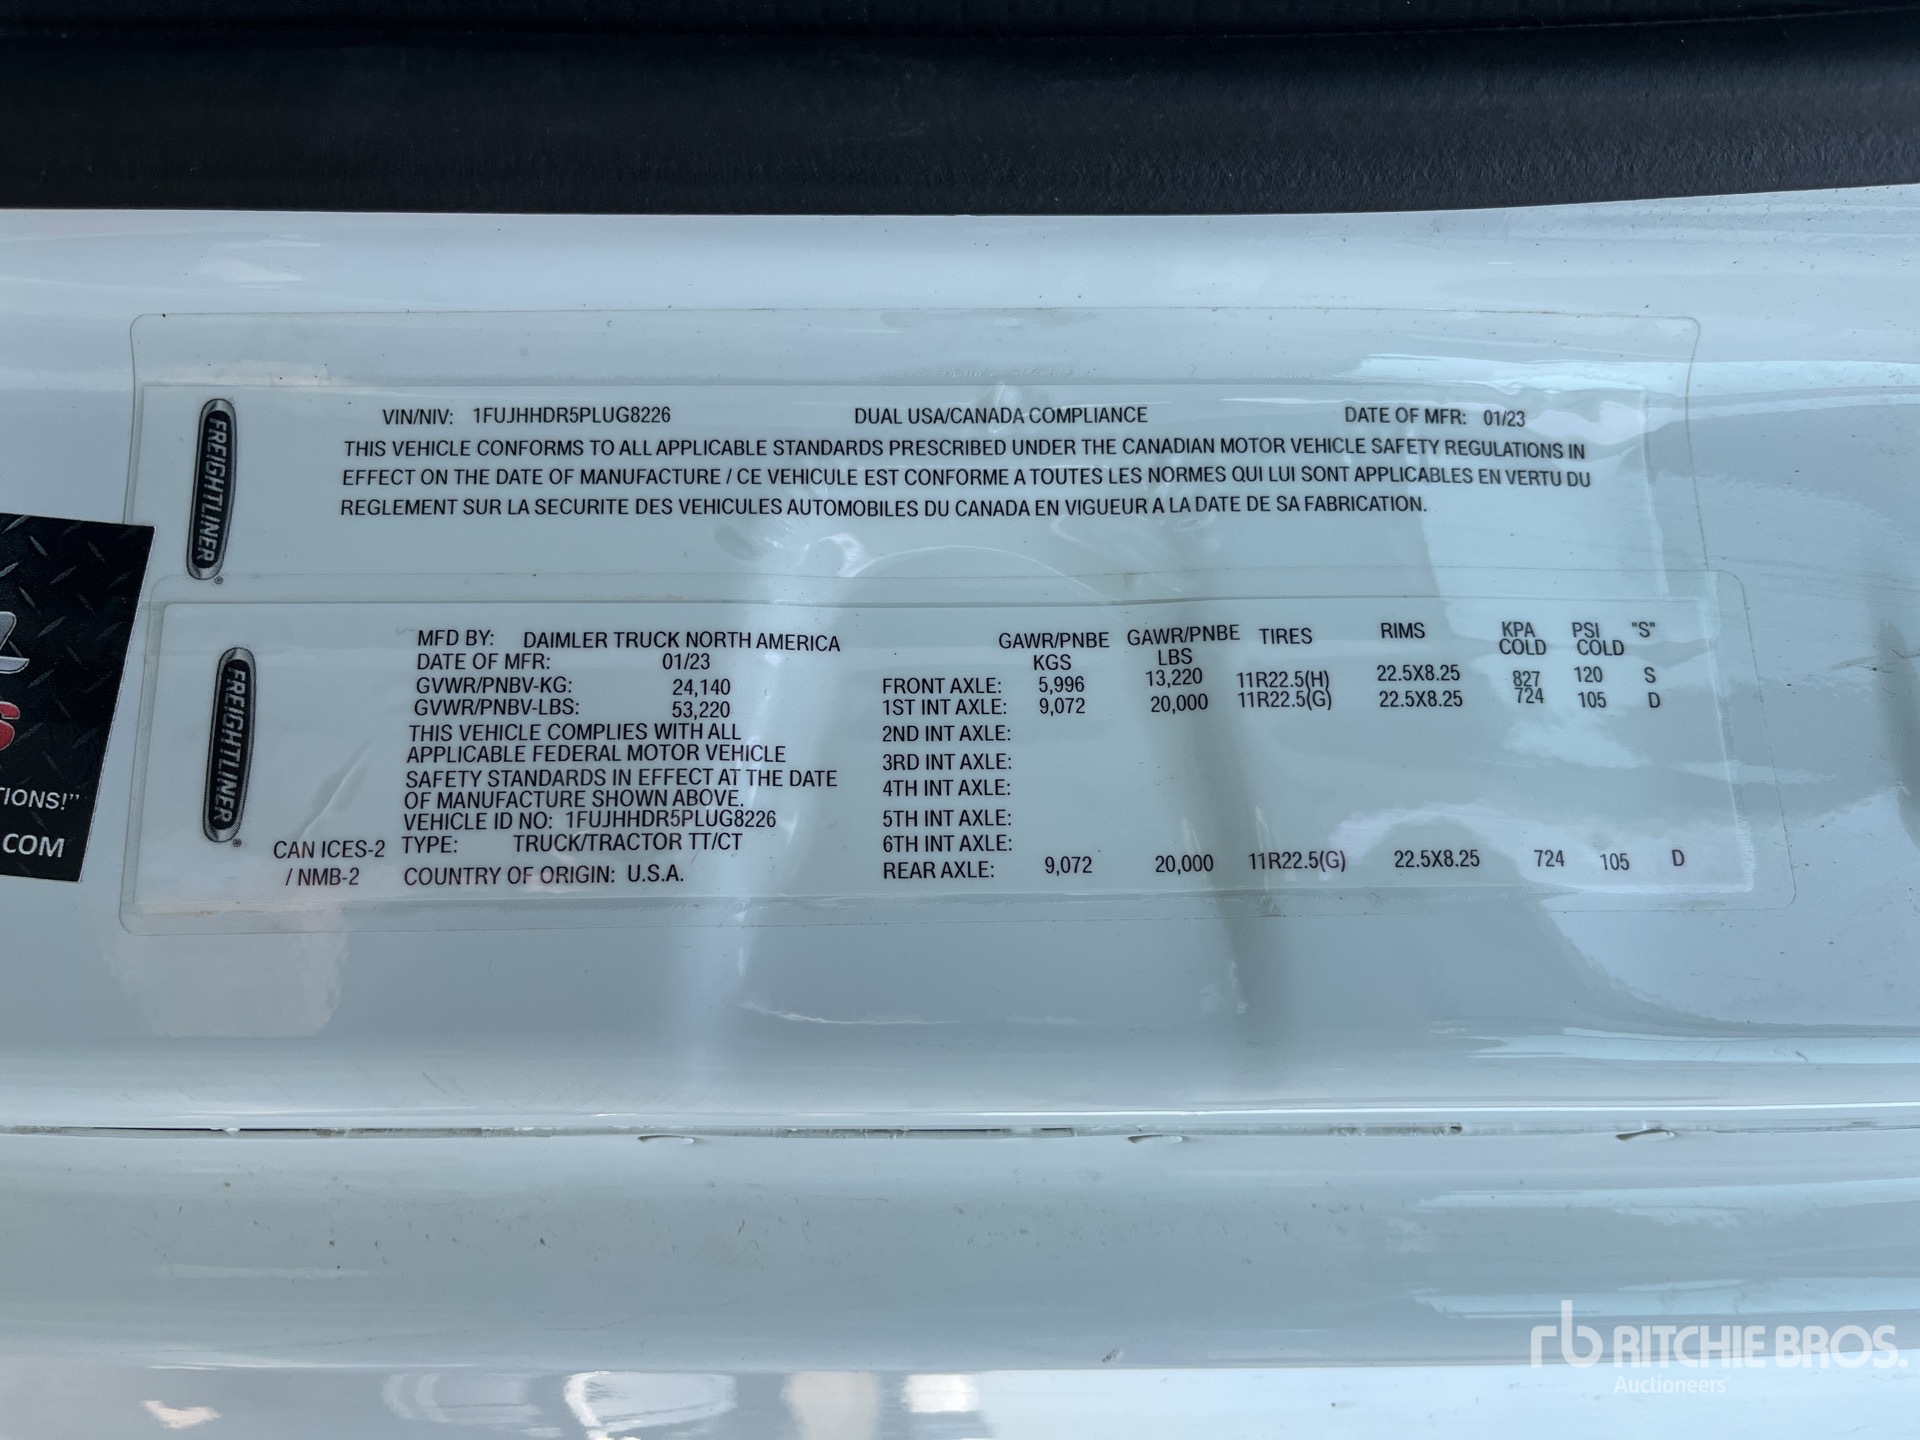 VIN/NIV: 1FUJHHDR5PLUG8226 DUAL USA/CANADA COMPLIANCE DATE OF MFR: 01/23
THIS VEHICLE CONFORMS TO ALL APPLICABLE STANDARDS PRESCRIBED UNDER THE CANADIAN MOTOR VEHICLE SAFETY REGULATIONS IN
EFFECT ON THE DATE OF MANUFACTURE / CE VEHICULE EST CONFORME A TOUTES LES NORMES QUI LUI SONT APPLICABLES EN VERTU DU
REGLEMENT SUR LA SECURITE DES VEHICULES AUTOMOBILES DU CANADA EN VIGUEUR A LA DATE DE SA FABRICATION.
FREIGHTLINER
FREIGHTLINER
CAN ICES-2
/ NMB-2
MFD BY: DAIMLER TRUCK NORTH AMERICA
DATE OF MFR: 01/23
GVWR/PNBV-KG: 24,140
GVWR/PNBV-LBS: 53,220
THIS VEHICLE COMPLIES WITH ALL
APPLICABLE FEDERAL MOTOR VEHICLE
SAFETY STANDARDS IN EFFECT AT THE DATE
OF MANUFACTURE SHOWN ABOVE.
VEHICLE ID NO: 1FUJHHDR5PLUG8226
TYPE: TRUCK/TRACTOR TT/CT
COUNTRY OF ORIGIN: U.S.A.
GAWR/PNBE GAWR/PNBE TIRES RIMS KPA PSI "S"
KGS LBS COLD COLD
FRONT AXLE: 5,996 13,220 11R22.5(H) 22.5X8.25 827 120 S
1ST INT AXLE: 9,072 20,000 11R22.5(G) 22.5X8.25 724 105 D
2ND INT AXLE:
3RD INT AXLE:
4TH INT AXLE:
5TH INT AXLE:
6TH INT AXLE:
REAR AXLE: 9,072 20,000 11R22.5(G) 22.5X8.25 724 105 D
IONS!"
COM
rb RITCHIE BROS.
Auctioneers